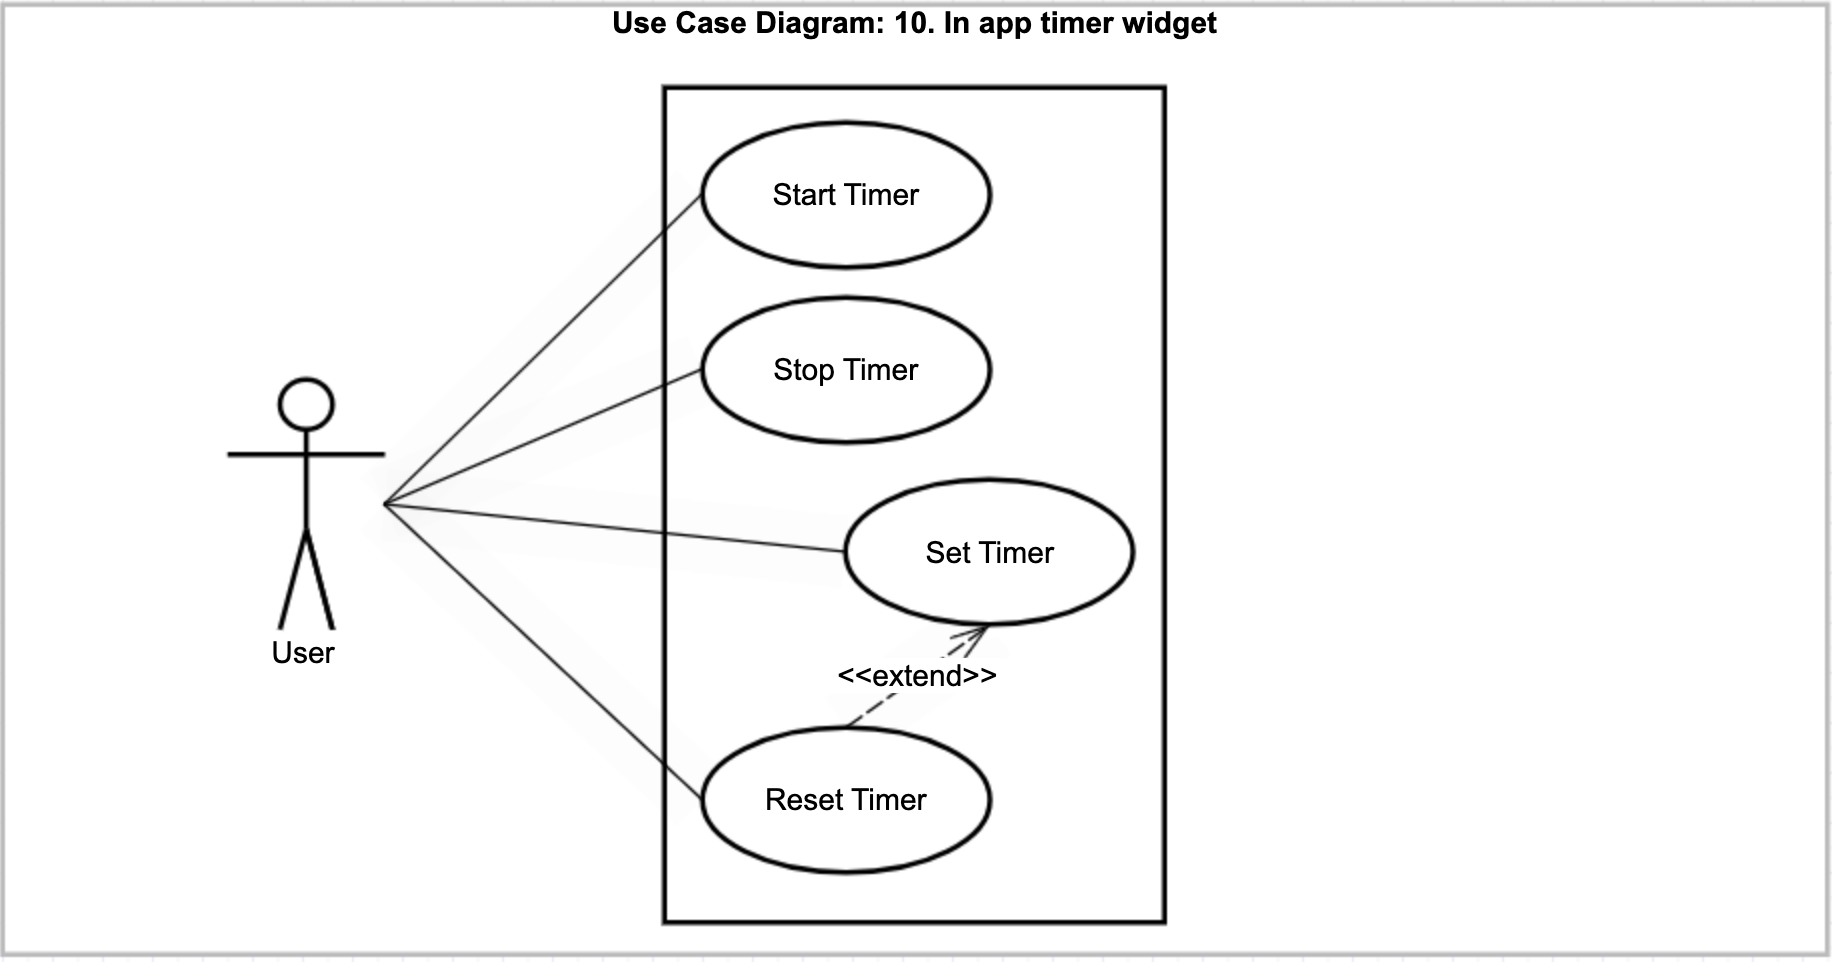 Use Case Diagram: 10. In app timer widget
Start Timer
Stop Timer
Set Timer
User
<<extend>>
Reset Timer